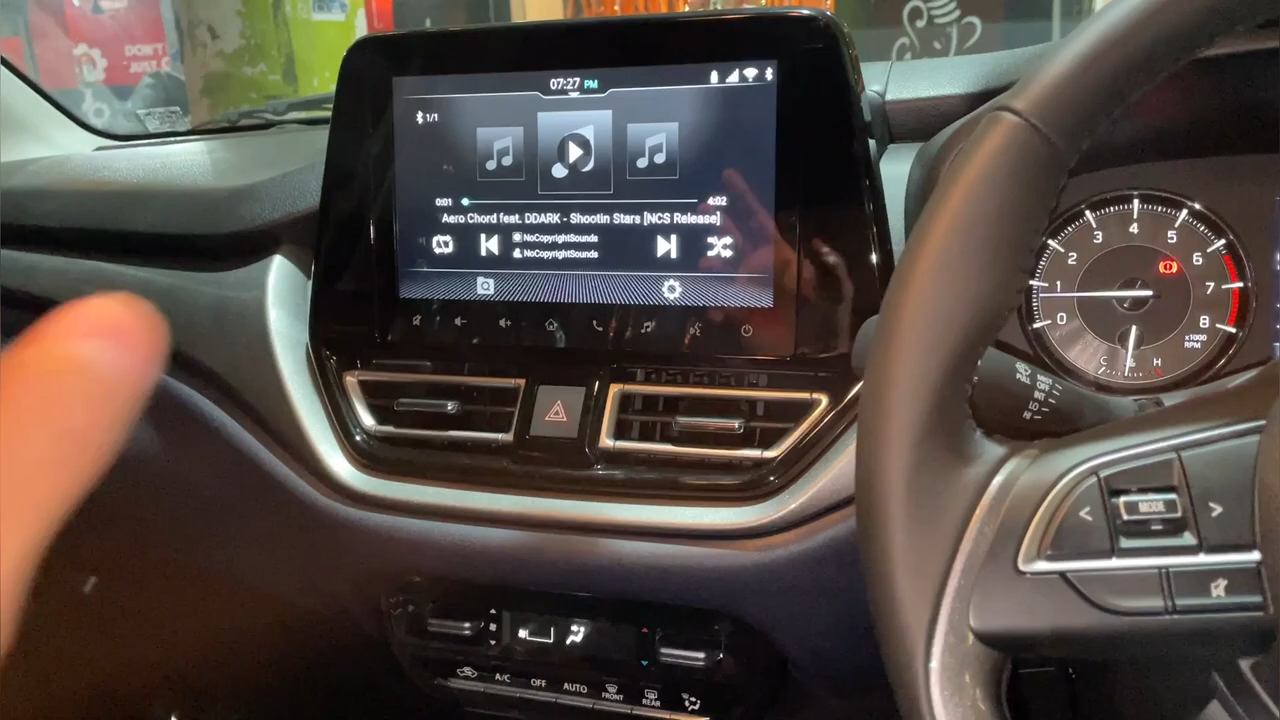 DON'T
JUST
07:27 PM
1/1
0:01
4:02
Aero Chord feat. DDARK - Shootin Stars [NCS Release]
NoCopyrightSounds
NoCopyrightSounds
0
1
2
3
4
5
6
7
8
x1000
RPM
C
H
PULL
MIST
OFF
INT
LO
HI
< MODE >
A/C
OFF
AUTO
FRONT
REAR